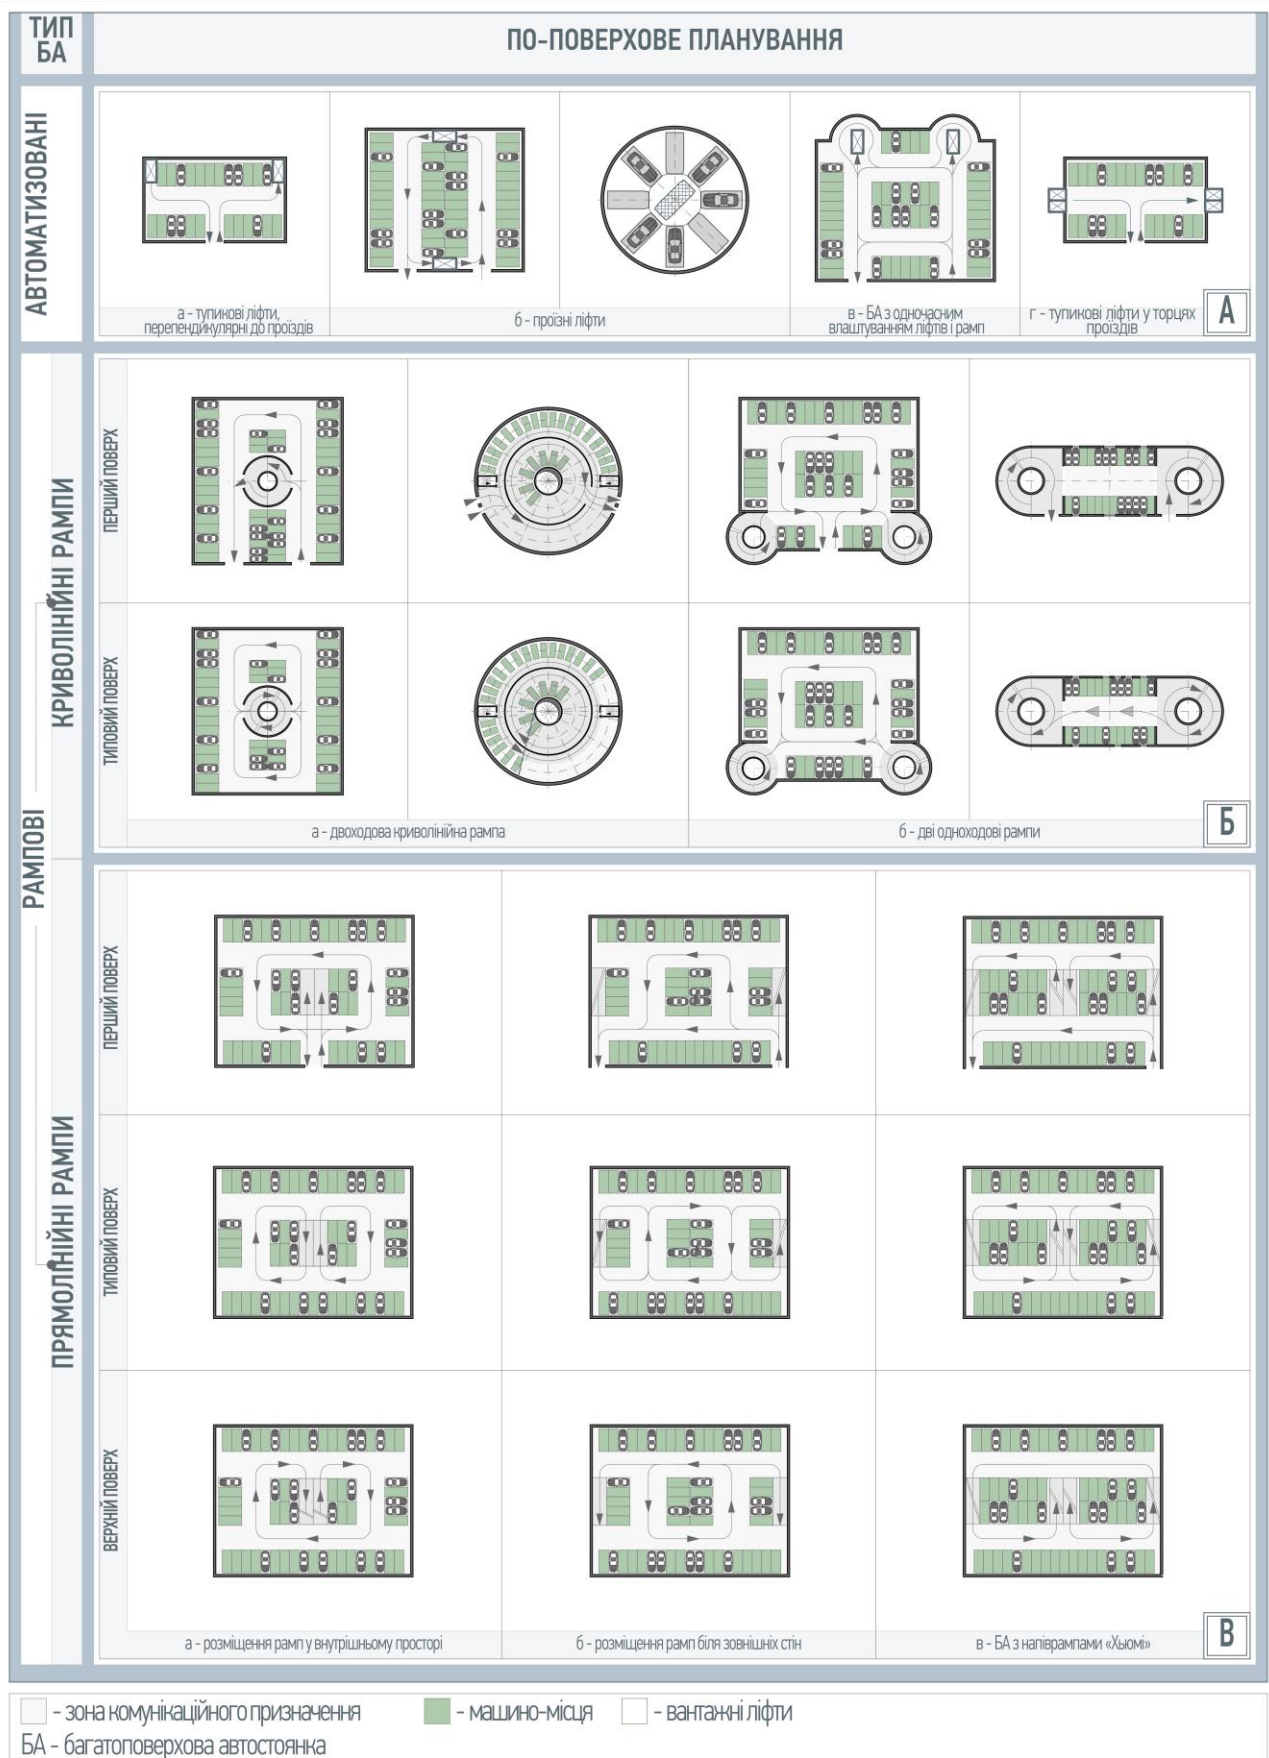 ТИП
БА
ПО-ПОВЕРХОВЕ ПЛАНУВАННЯ
АВТОМАТИЗОВАНІ
а - тупикові ліфти,
перепендикулярні до проїздів
б - проїзні ліфти
в - БА з одночасним
влаштуванням ліфтів і рамп
г - тупикові ліфти у торцях
проїздів
А
РАМПОВІ
КРИВОЛІНІЙНІ РАМПИ
ПЕРШИЙ ПОВЕРХ
ТИПОВИЙ ПОВЕРХ
а - двоходова криволінійна рампа
б - дві одноходові рампи
Б
ПРЯМОЛІНІЙНІ РАМПИ
ПЕРШИЙ ПОВЕРХ
ТИПОВИЙ ПОВЕРХ
ВЕРХНІЙ ПОВЕРХ
а - розміщення рамп у внутрішньому просторі
б - розміщення рамп біля зовнішніх стін
в - БА з напіврампами «Хьюмі»
В
- зона комунікаційного призначення
- машино-місця
- вантажні ліфти
БА - багатоповерхова автостоянка